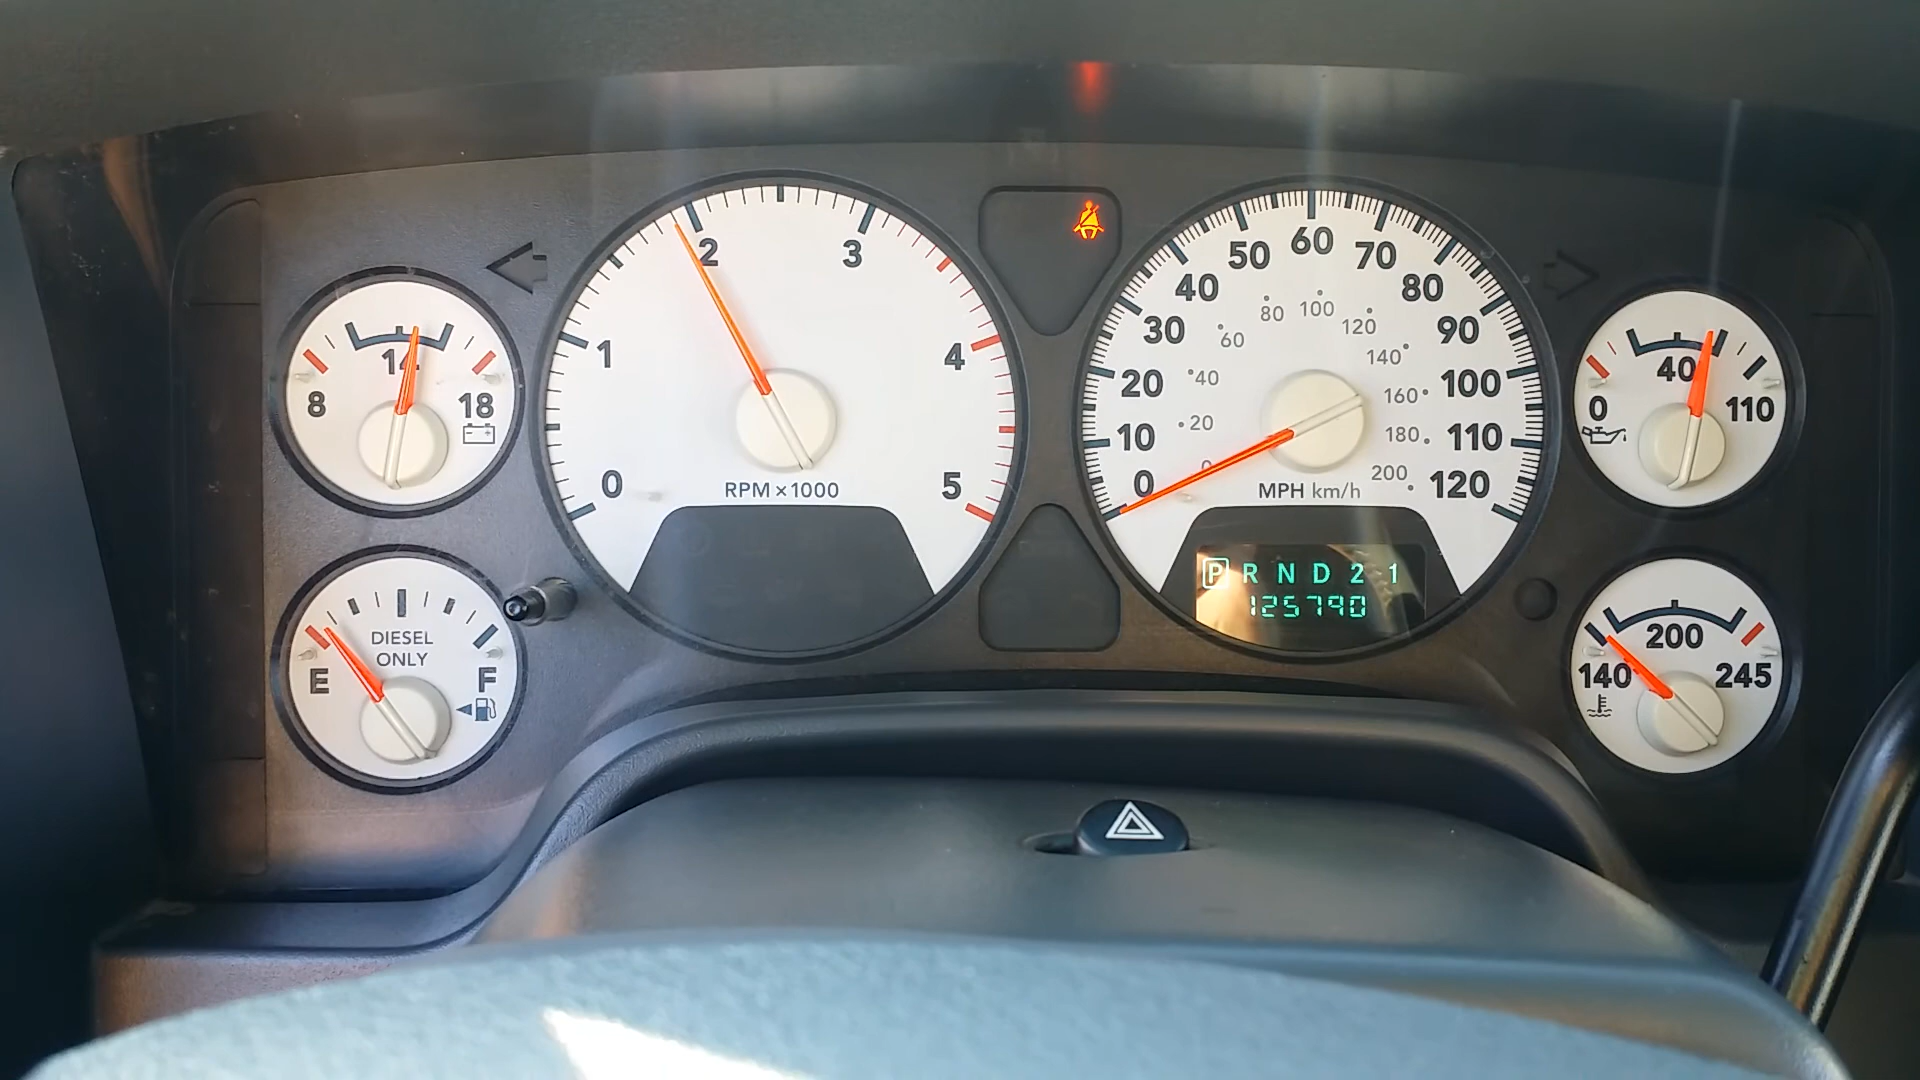 8 14 18
0 1 2 3 4 5
RPM x 1000
0 10 20 30 40 50 60 70 80 90 100 110 120
0 20 40 60 80 100 120 140 160 180 200
MPH km/h
0 40 110
E F
DIESEL
ONLY
P R N D 2 1
125790
140 200 245